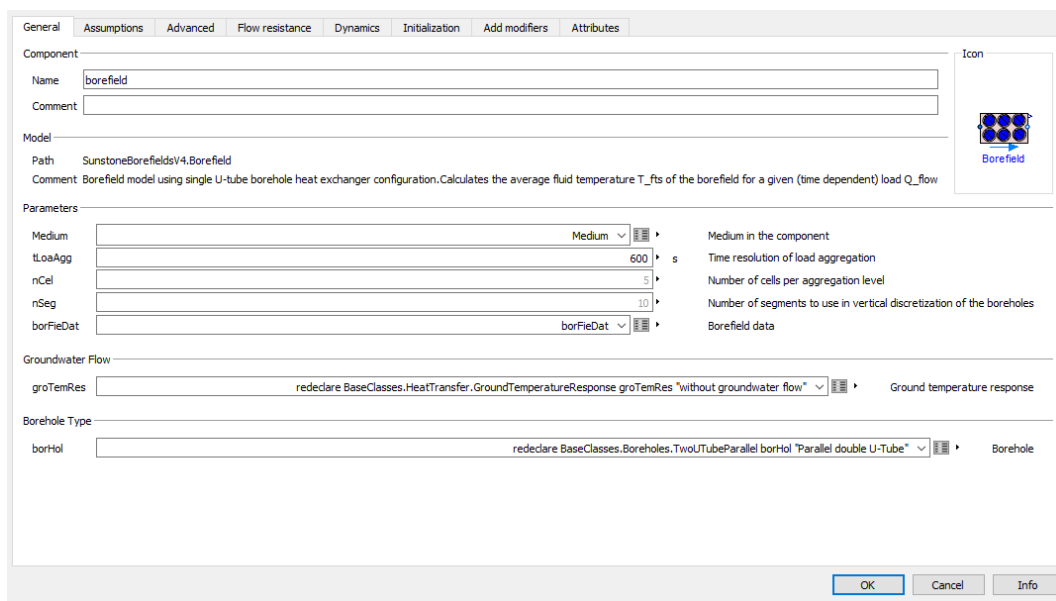 General Assumptions Advanced Flow resistance Dynamics Initialization Add modifiers Attributes
Component
Icon
Name borefield
Comment
Borefield
Model
Path SunstoneBorefieldsV4.Borefield
Comment Borefield model using single U-tube borehole heat exchanger configuration.Calculates the average fluid temperature T_fts of the borefield for a given (time dependent) load Q_flow
Parameters
Medium Medium Medium in the component
tLoaAgg 600 s Time resolution of load aggregation
nCel 5 Number of cells per aggregation level
nSeg 10 Number of segments to use in vertical discretization of the boreholes
borFieDat borFieDat Borefield data
Groundwater Flow
groTemRes redeclare BaseClasses.HeatTransfer.GroundTemperatureResponse groTemRes "without groundwater flow" Ground temperature response
Borehole Type
borHol redeclare BaseClasses.Boreholes.TwoUTubeParallel borHol "Parallel double U-Tube" Borehole
OK Cancel Info